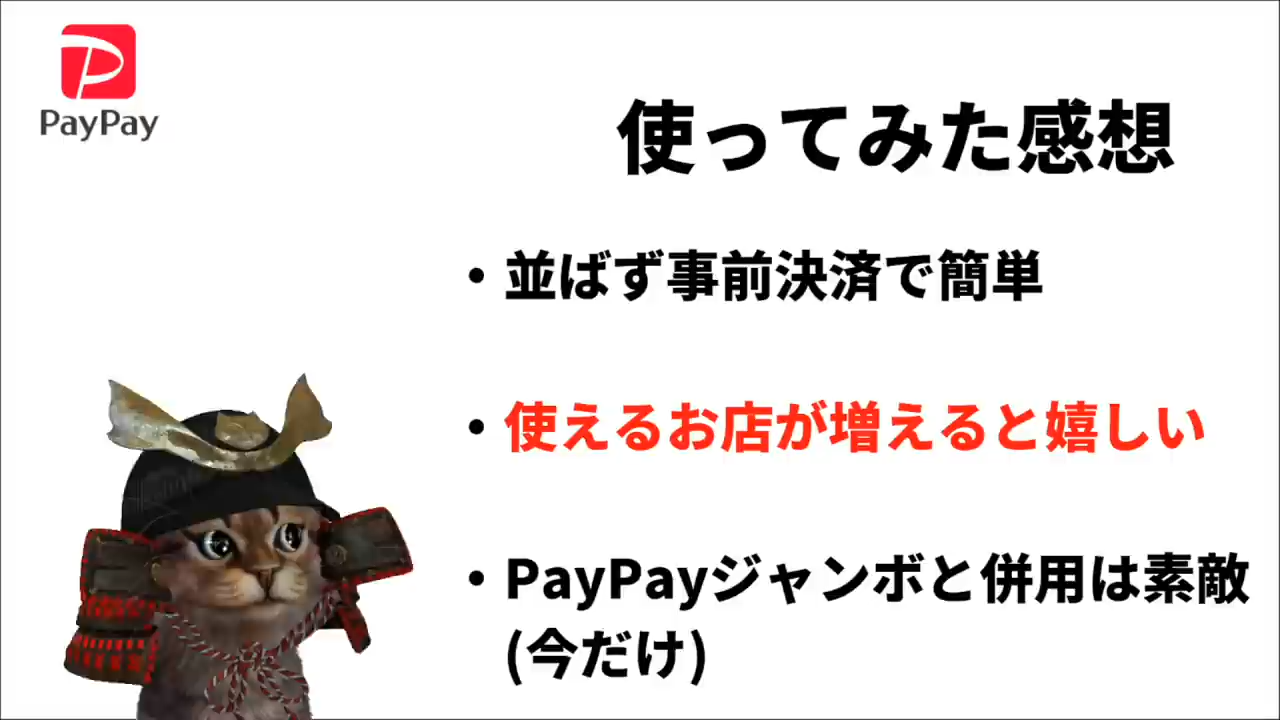 PayPay
使ってみた感想
・並ばず事前決済で簡単
・使えるお店が増えると嬉しい
・PayPayジャンボと併用は素敵
(今だけ)